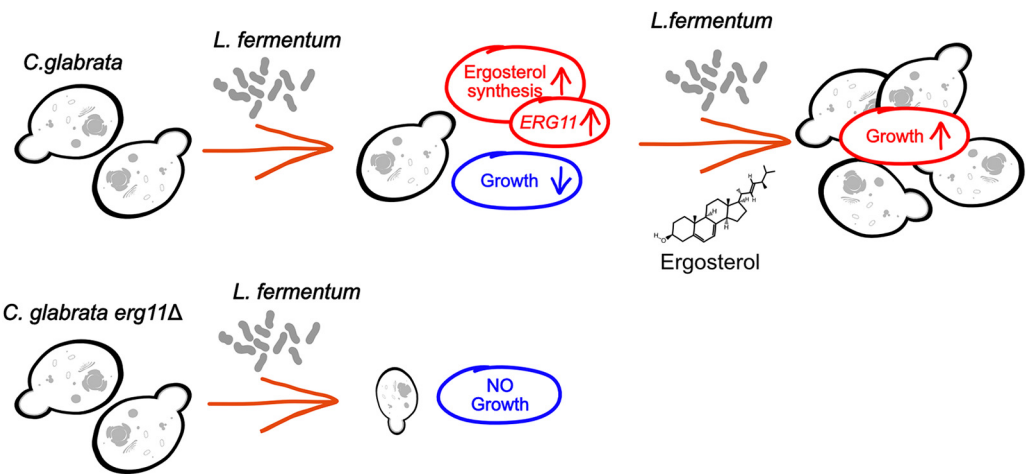 C.glabrata
L. fermentum
Ergosterol
synthesis
ERG11
Growth
L.fermentum
Growth
H
H
H
H
H
H
O
Ergosterol
C. glabrata erg11Δ
L. fermentum
NO
Growth